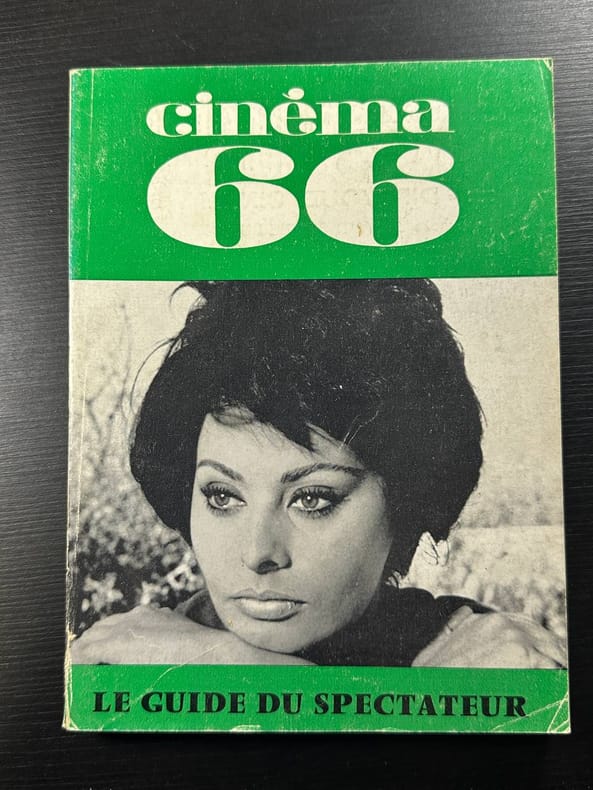 cinéma
66
LE GUIDE DU SPECTATEUR